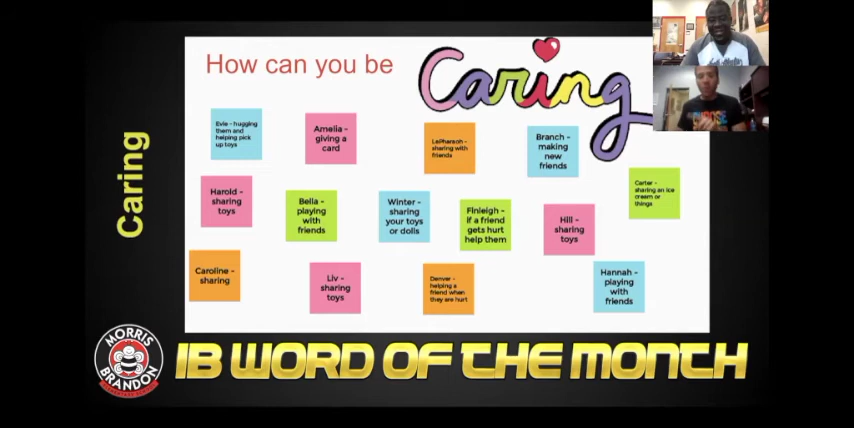 How can you be
Caring
Caring
Evie - hugging
them and
helping pick
up toys
Amelia -
giving a
card
LePharaoh -
sharing with
friends
Branch -
making
new
friends
Harold -
sharing
toys
Bella -
playing
with
friends
Winter -
sharing
your toys
or dolls
Finleigh -
if a friend
gets hurt
help them
Hill -
sharing
toys
Carter -
sharing an ice
cream or
things
Caroline -
sharing
Liv -
sharing
toys
Denver -
helping a
friend when
they are hurt
Hannah -
playing
with
friends
MORRIS
BRANDON
IB WORD OF THE MONTH